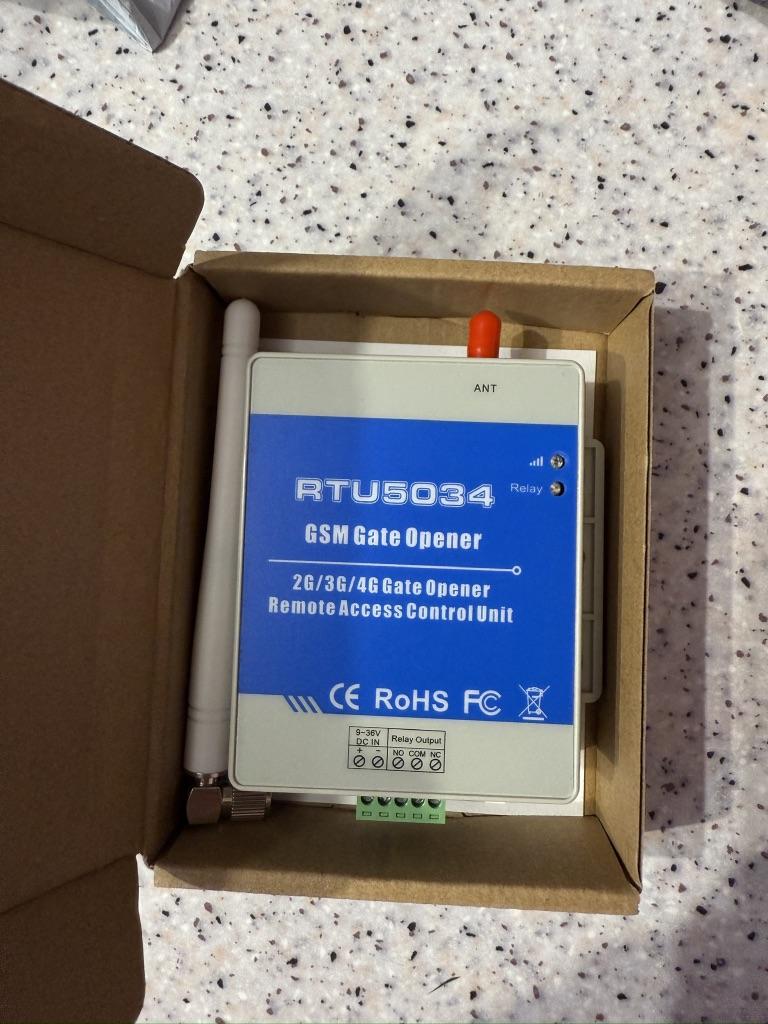 ANT
RTU5034
Relay
GSM Gate Opener
2G/3G/4G Gate Opener
Remote Access Control Unit
CE RoHS FC
9~36V
DC IN
Relay Output
+ - NO COM NC